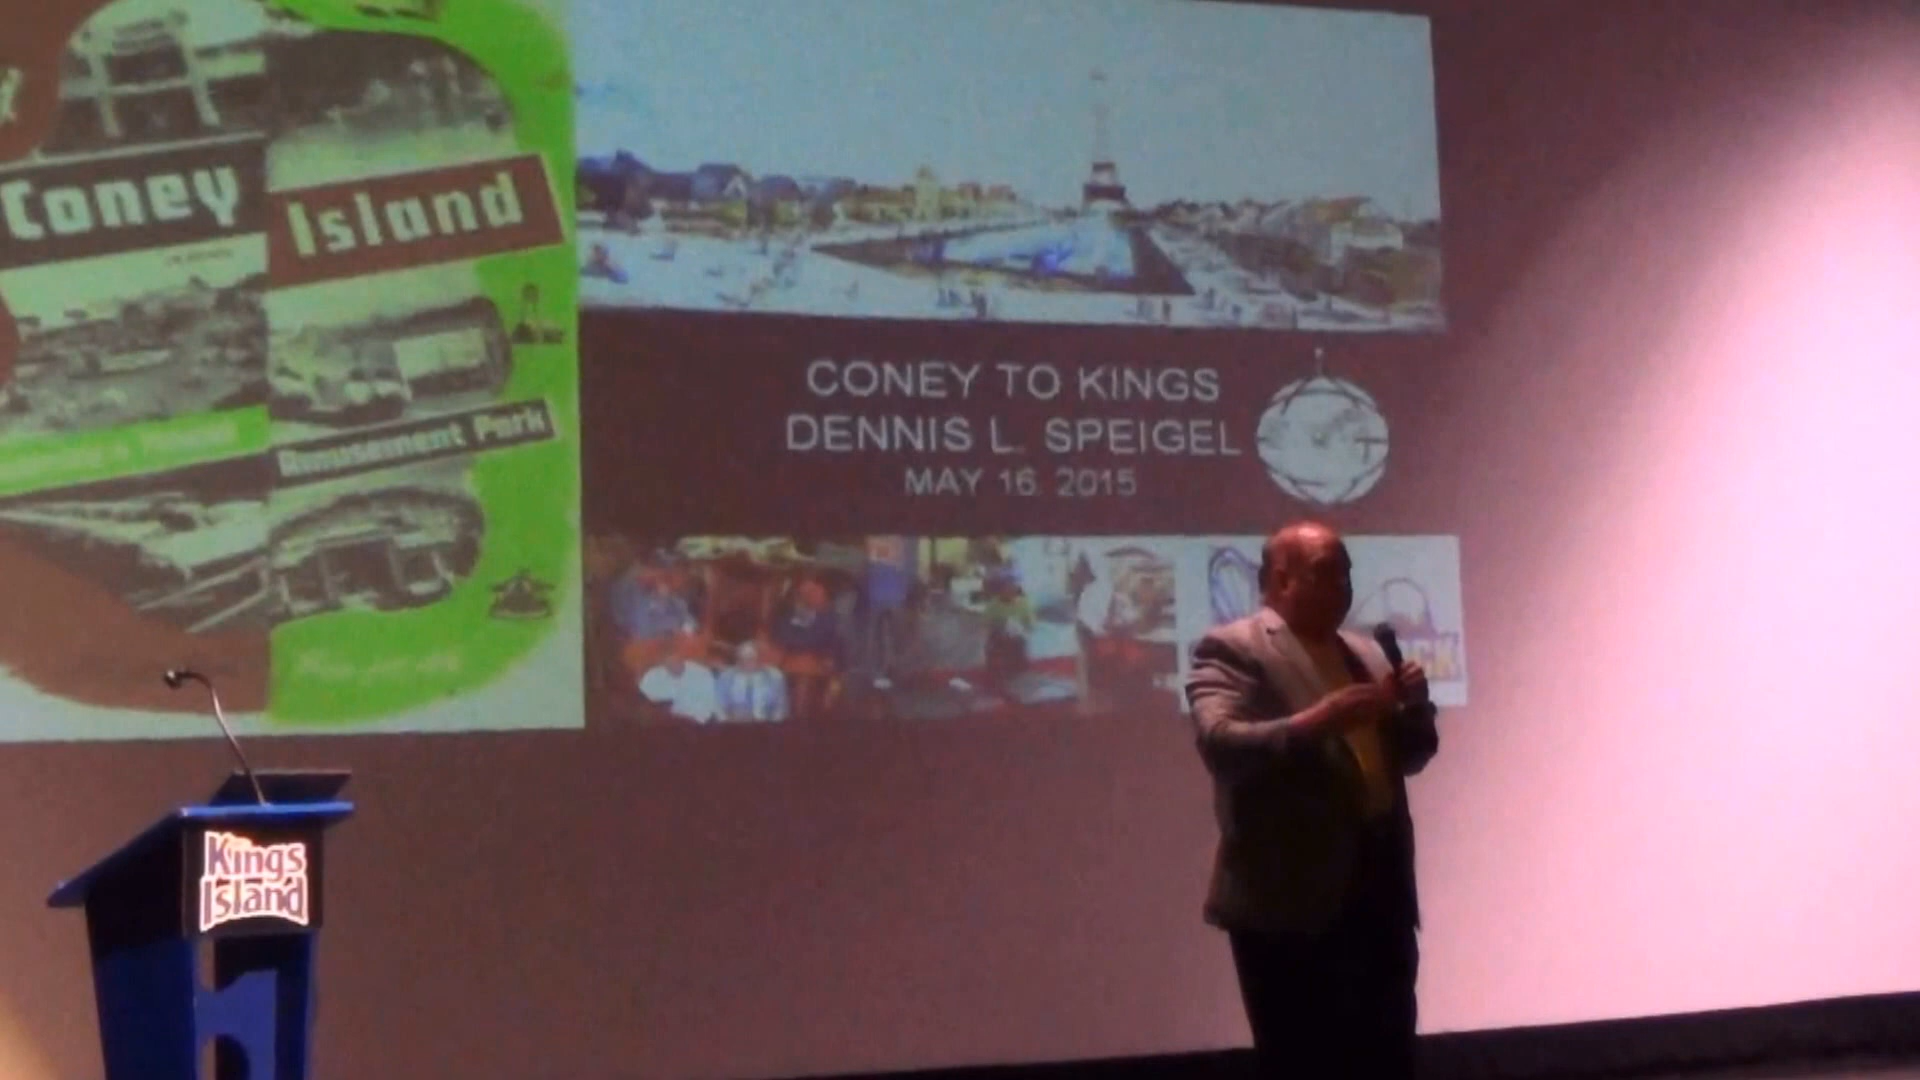 Coney Island
Amusement Park
CONEY TO KINGS
DENNIS L. SPEIGEL
MAY 16, 2015
Kings
Island